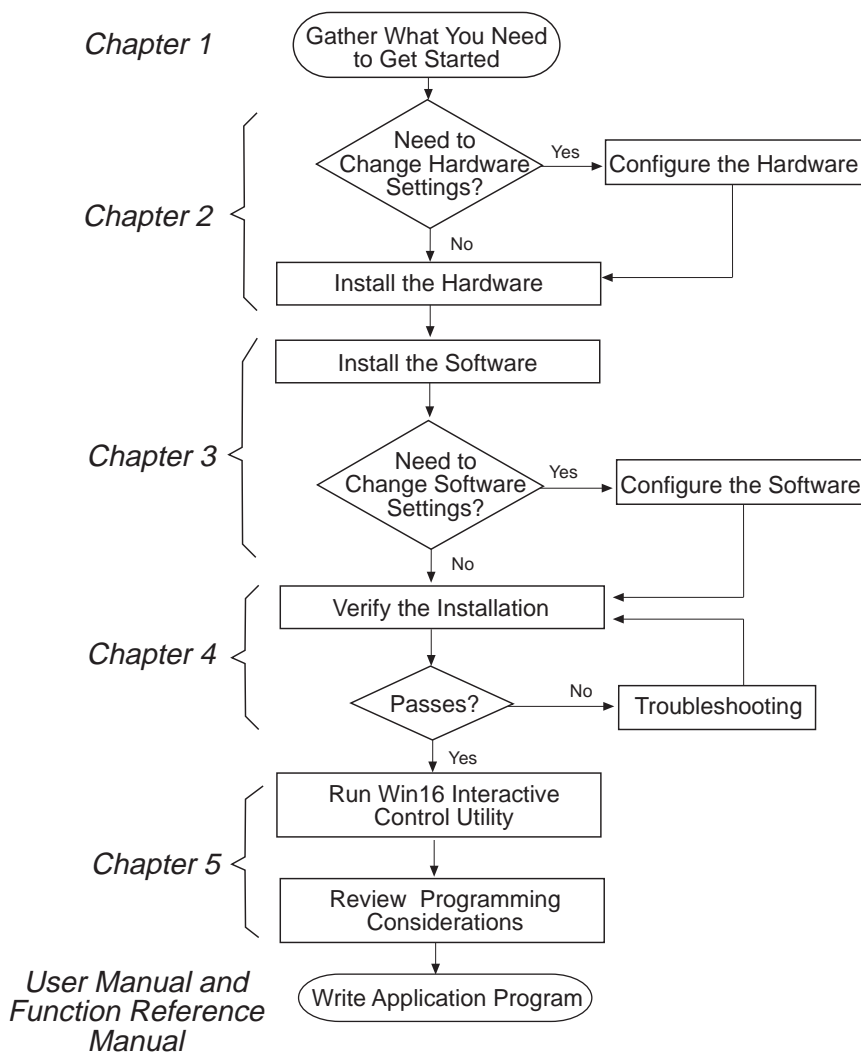 Chapter 1
Gather What You Need
to Get Started
Chapter 2
Need to
Change Hardware
Settings?
Yes
Configure the Hardware
No
Install the Hardware
Chapter 3
Install the Software
Need to
Change Software
Settings?
Yes
Configure the Software
No
Chapter 4
Verify the Installation
Passes?
No
Troubleshooting
Yes
Chapter 5
Run Win16 Interactive
Control Utility
Review Programming
Considerations
User Manual and
Function Reference
Manual
Write Application Program